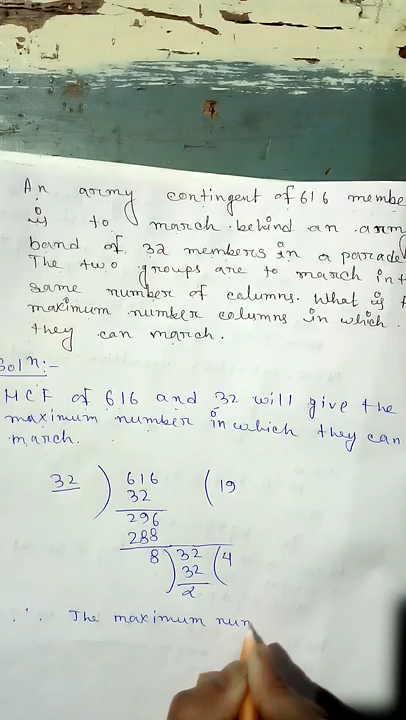 An army contingent of 616 membe
is to march behind an arm
band of 32 members in a parade
The two groups are to march in t
same number of columns. What is t
maximum number columns in which
they can march.
Solⁿ:-
HCF of 616 and 32 will give the
maximum number in which they can
march.
32 ) 616 ( 19
32
296
288
8 ) 32 ( 4
32
∴ The maximum num